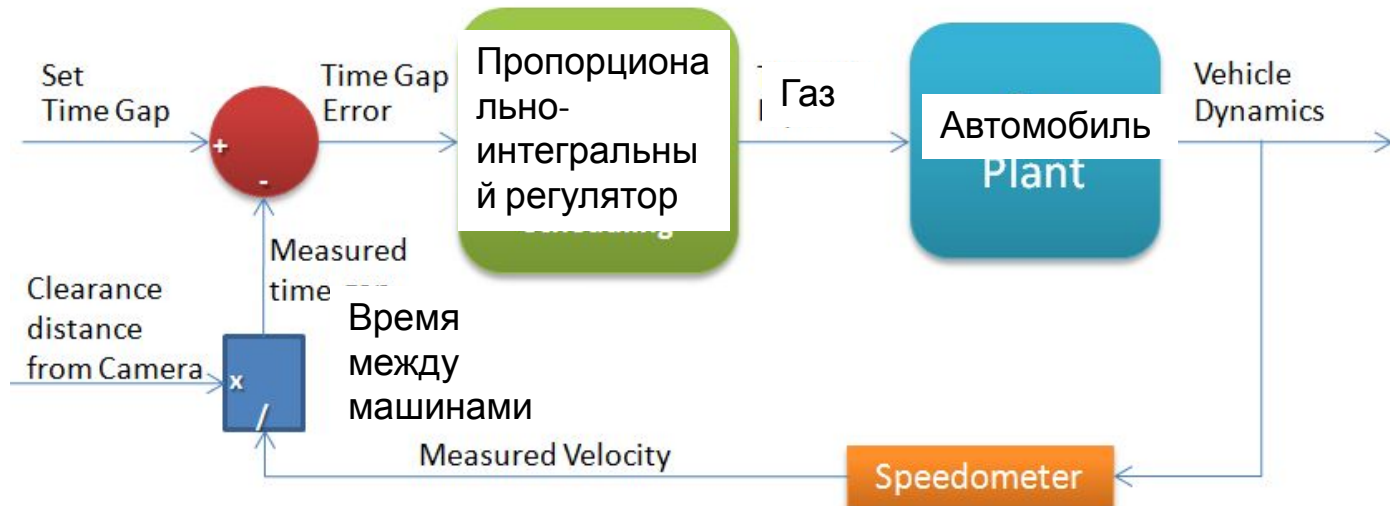 Set
Time Gap
+
-
Time Gap
Error
Пропорциона
льно-
интегральны
й регулятор
Газ
Автомобиль
Plant
Vehicle
Dynamics
Measured
time
Clearance
distance
from Camera
x
/
Время
между
машинами
Measured Velocity
Speedometer